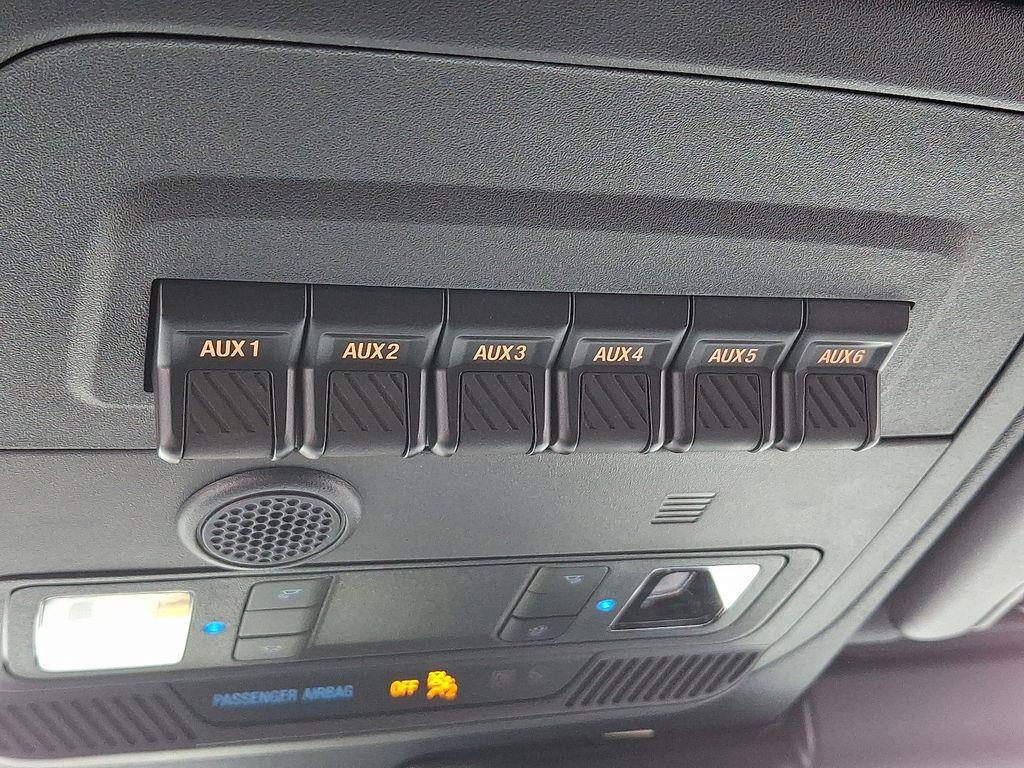 AUX1 AUX2 AUX3 AUX4 AUX5 AUX6
PASSENGER AIRBAG OFF